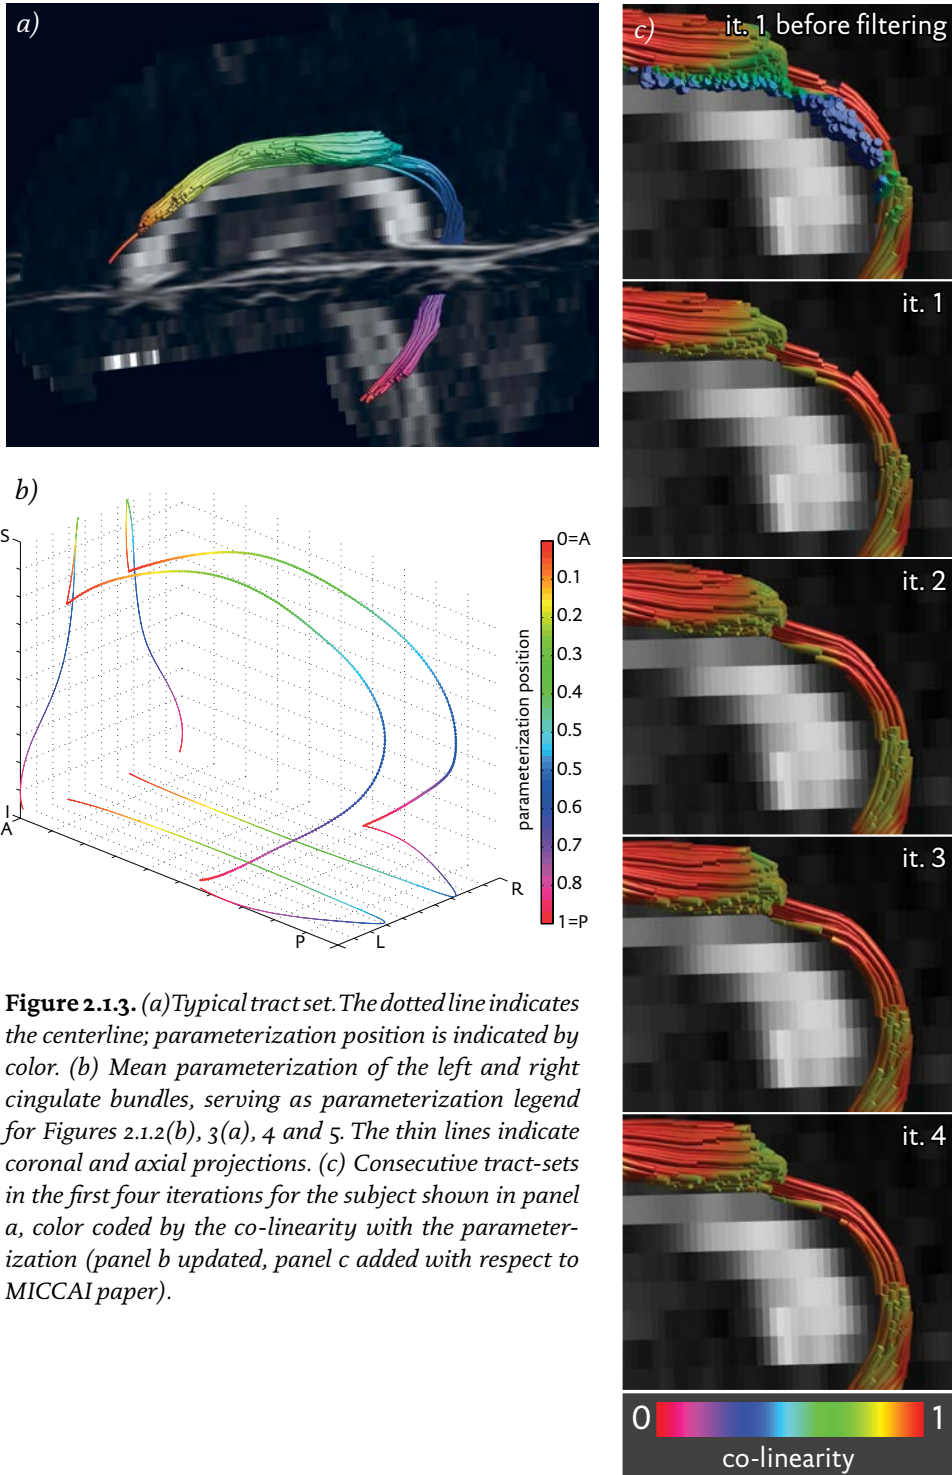 a)
c) it. 1 before filtering
it. 1
it. 2
it. 3
it. 4
0 1
co-linearity
b)
S
I
A
P
L
R
parameterization position
0=A
0.1
0.2
0.3
0.4
0.5
0.6
0.7
0.8
1=P
Figure 2.1.3. (a) Typical tract set. The dotted line indicates
the centerline; parameterization position is indicated by
color. (b) Mean parameterization of the left and right
cingulate bundles, serving as parameterization legend
for Figures 2.1.2(b), 3(a), 4 and 5. The thin lines indicate
coronal and axial projections. (c) Consecutive tract-sets
in the first four iterations for the subject shown in panel
a, color coded by the co-linearity with the parameter-
ization (panel b updated, panel c added with respect to
MICCAI paper).